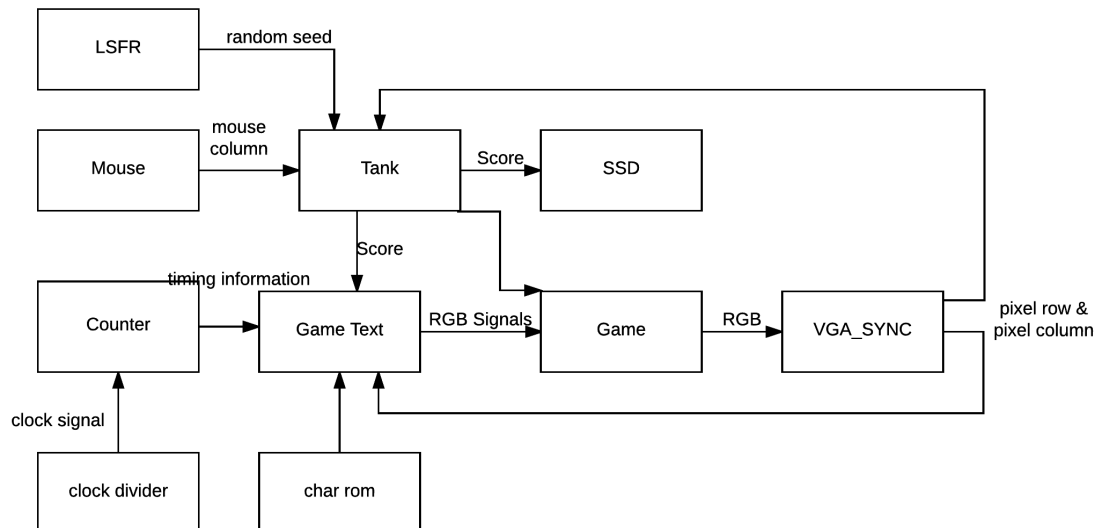 LSFR
random seed
mouse
column
Mouse
Tank
Score
SSD
Score
timing information
Counter
Game Text
RGB Signals
Game
RGB
VGA_SYNC
pixel row &
pixel column
clock signal
clock divider
char rom